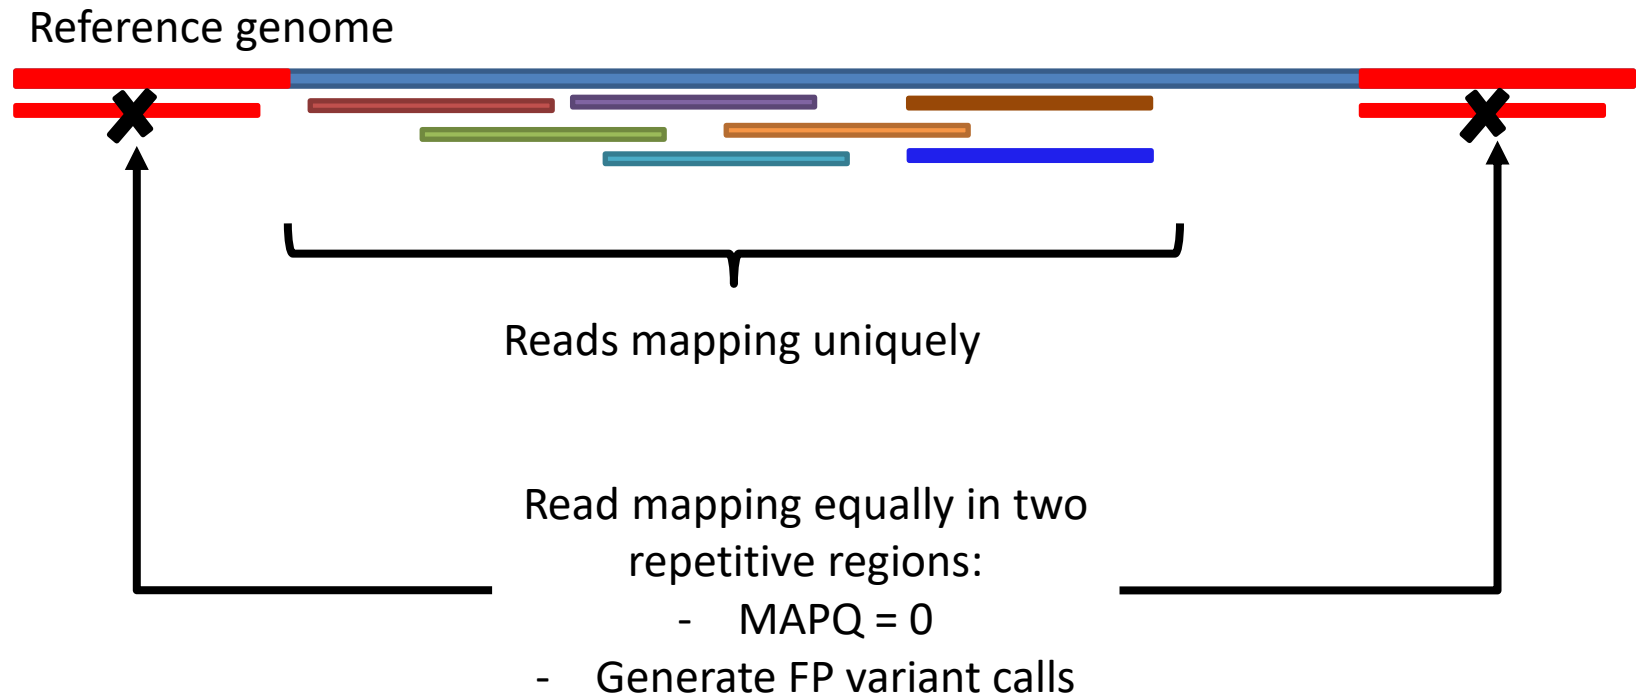 Reference genome
Reads mapping uniquely
Read mapping equally in two
repetitive regions:
- MAPQ = 0
- Generate FP variant calls